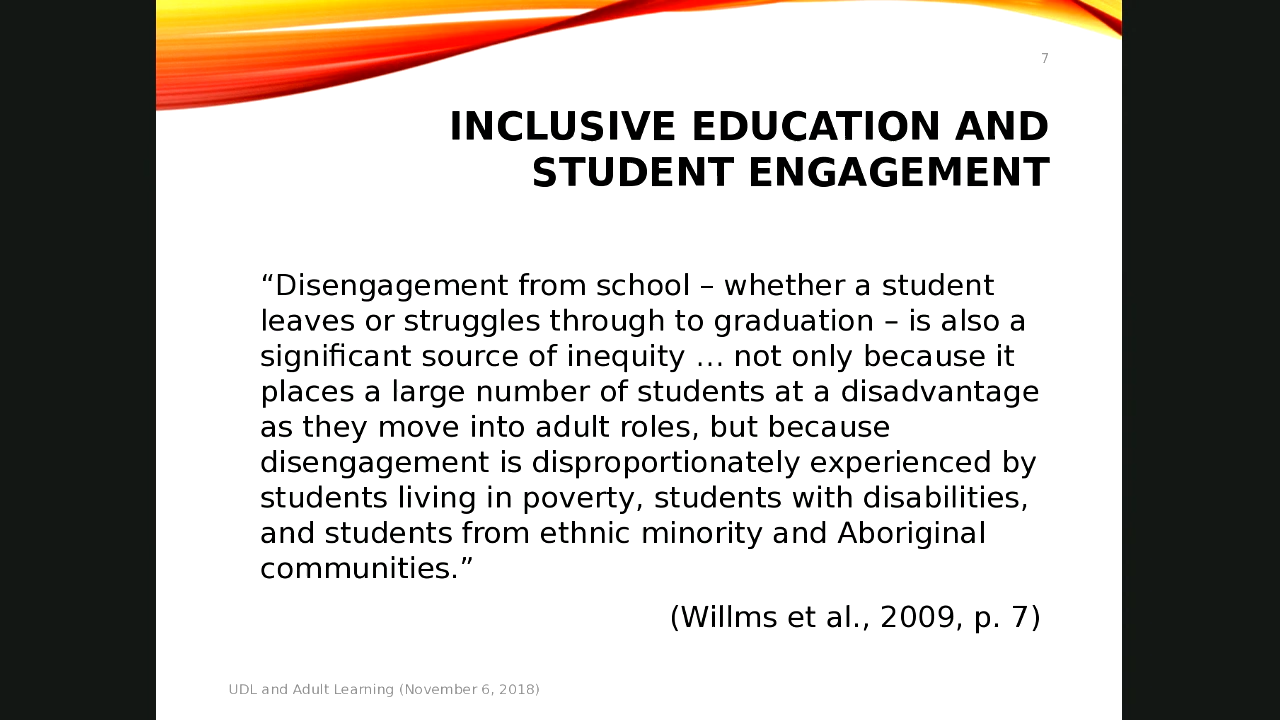 7
INCLUSIVE EDUCATION AND
STUDENT ENGAGEMENT
“Disengagement from school – whether a student
leaves or struggles through to graduation – is also a
significant source of inequity … not only because it
places a large number of students at a disadvantage
as they move into adult roles, but because
disengagement is disproportionately experienced by
students living in poverty, students with disabilities,
and students from ethnic minority and Aboriginal
communities.”
(Willms et al., 2009, p. 7)
UDL and Adult Learning (November 6, 2018)